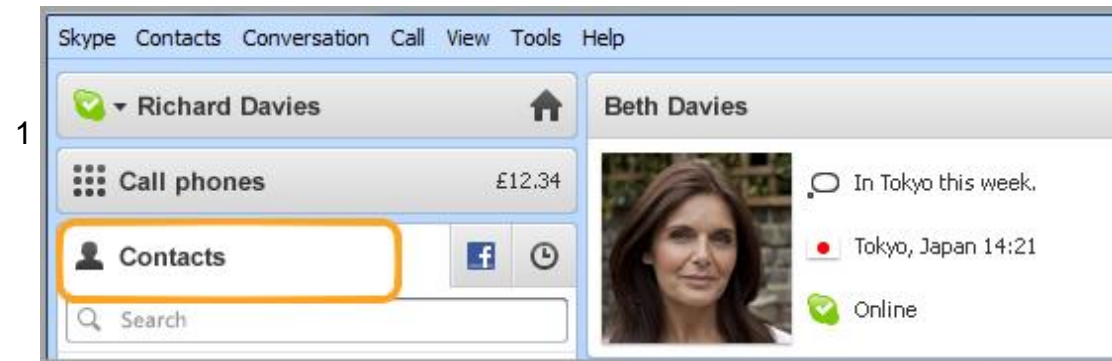 Skype Contacts Conversation Call View Tools Help
Richard Davies
Beth Davies
1
Call phones £12.34
In Tokyo this week.
Contacts
Tokyo, Japan 14:21
Search
Online